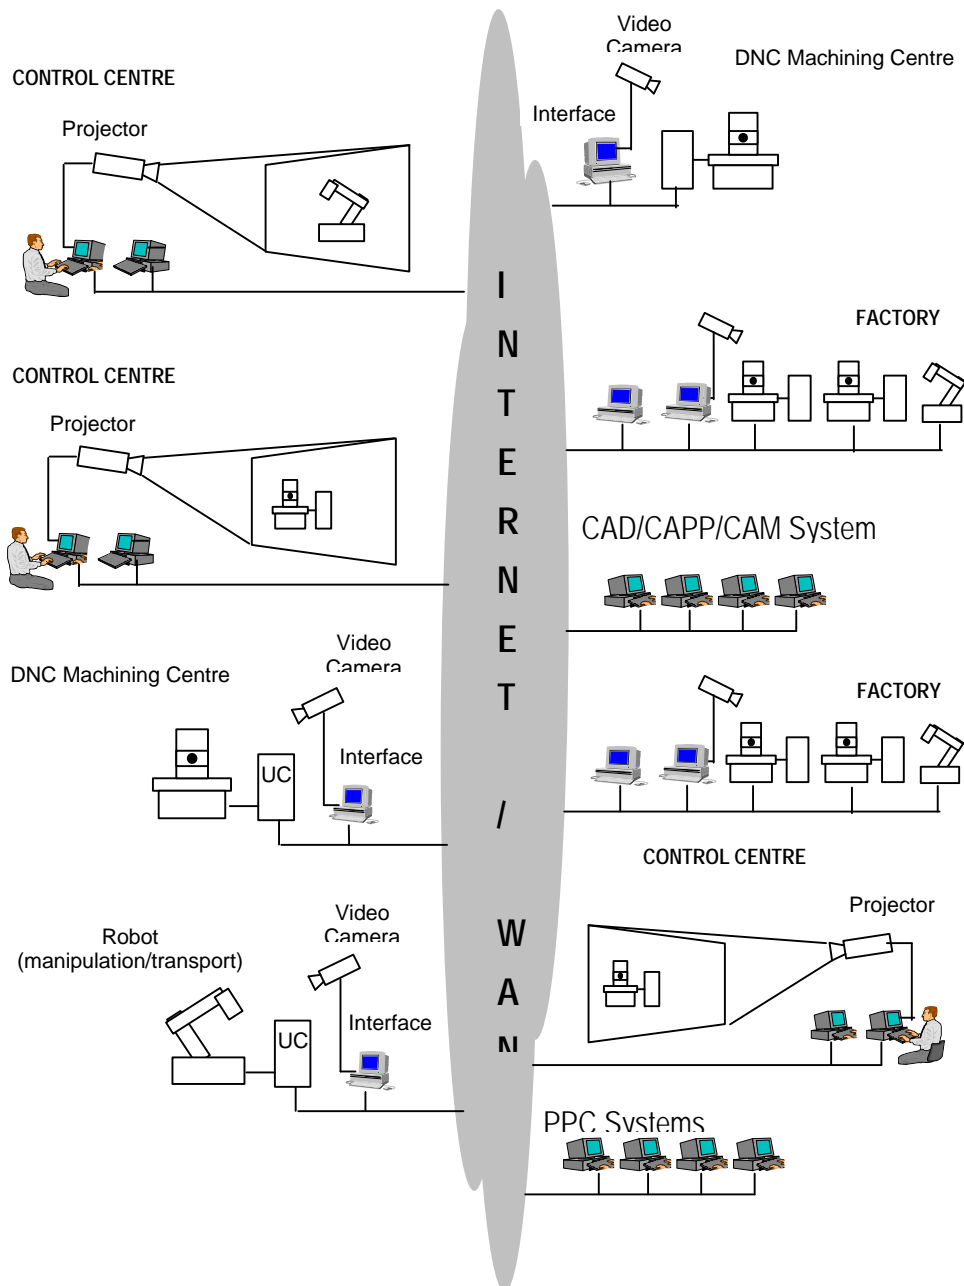 CONTROL CENTRE
Projector
CONTROL CENTRE
Projector
DNC Machining Centre
Video
Camera
UC
Interface
Robot
(manipulation/transport)
Video
Camera
UC
Interface
I
N
T
E
R
N
E
T
/
W
A
N
Video
Camera
DNC Machining Centre
Interface
FACTORY
CAD/CAPP/CAM System
FACTORY
CONTROL CENTRE
Projector
PPC Systems